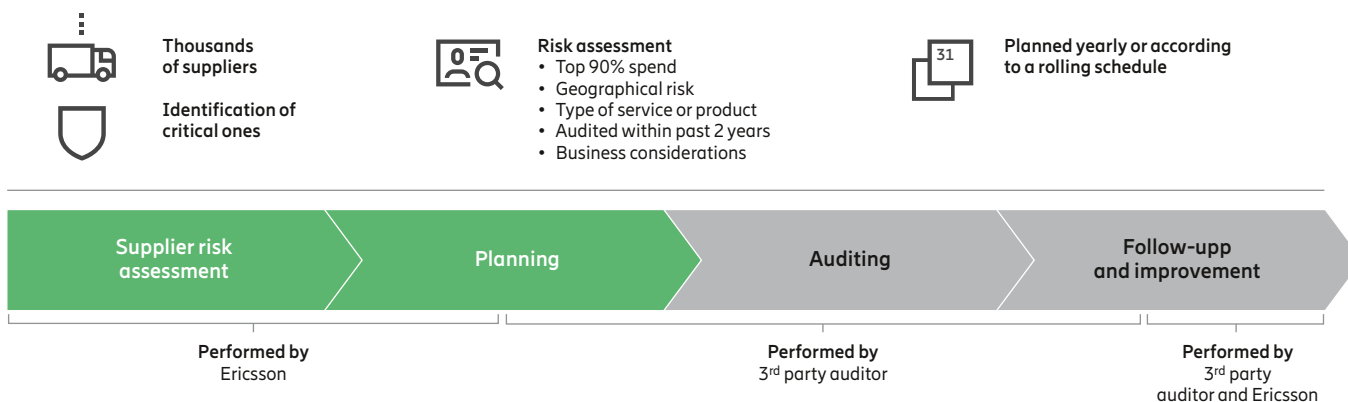 Thousands
of suppliers
Identification of
critical ones
Risk assessment
• Top 90% spend
• Geographical risk
• Type of service or product
• Audited within past 2 years
• Business considerations
31
Planned yearly or according
to a rolling schedule
Supplier risk
assessment
Planning
Auditing
Follow-upp
and improvement
Performed by
Ericsson
Performed by
3rd party auditor
Performed by
3rd party
auditor and Ericsson